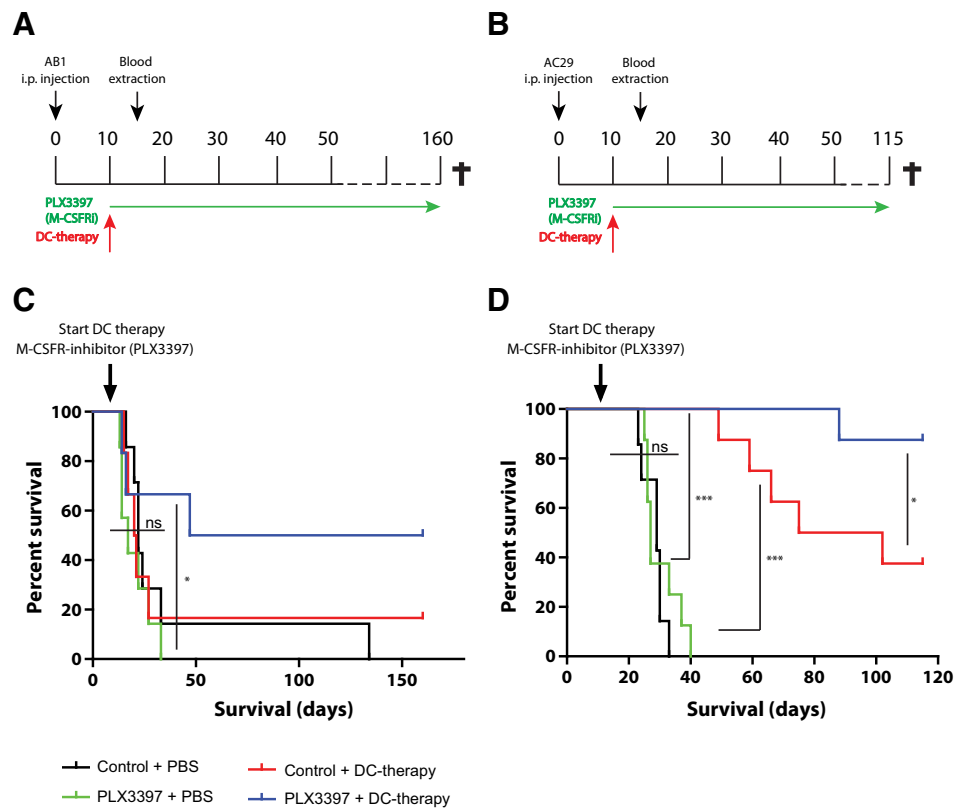 A
AB1
i.p. injection
Blood
extraction
0 10 20 30 40 50 160
PLX3397
(M-CSFRi)
DC-therapy
B
AC29
i.p. injection
Blood
extraction
0 10 20 30 40 50 115
PLX3397
(M-CSFRi)
DC-therapy
C
Start DC therapy
M-CSFR-inhibitor (PLX3397)
Percent survival
100
80
60
40
20
0
ns
*
0 50 100 150
Survival (days)
D
Start DC therapy
M-CSFR-inhibitor (PLX3397)
Percent survival
100
80
60
40
20
0
ns
***
***
*
0 20 40 60 80 100 120
Survival (days)
Control + PBS
PLX3397 + PBS
Control + DC-therapy
PLX3397 + DC-therapy